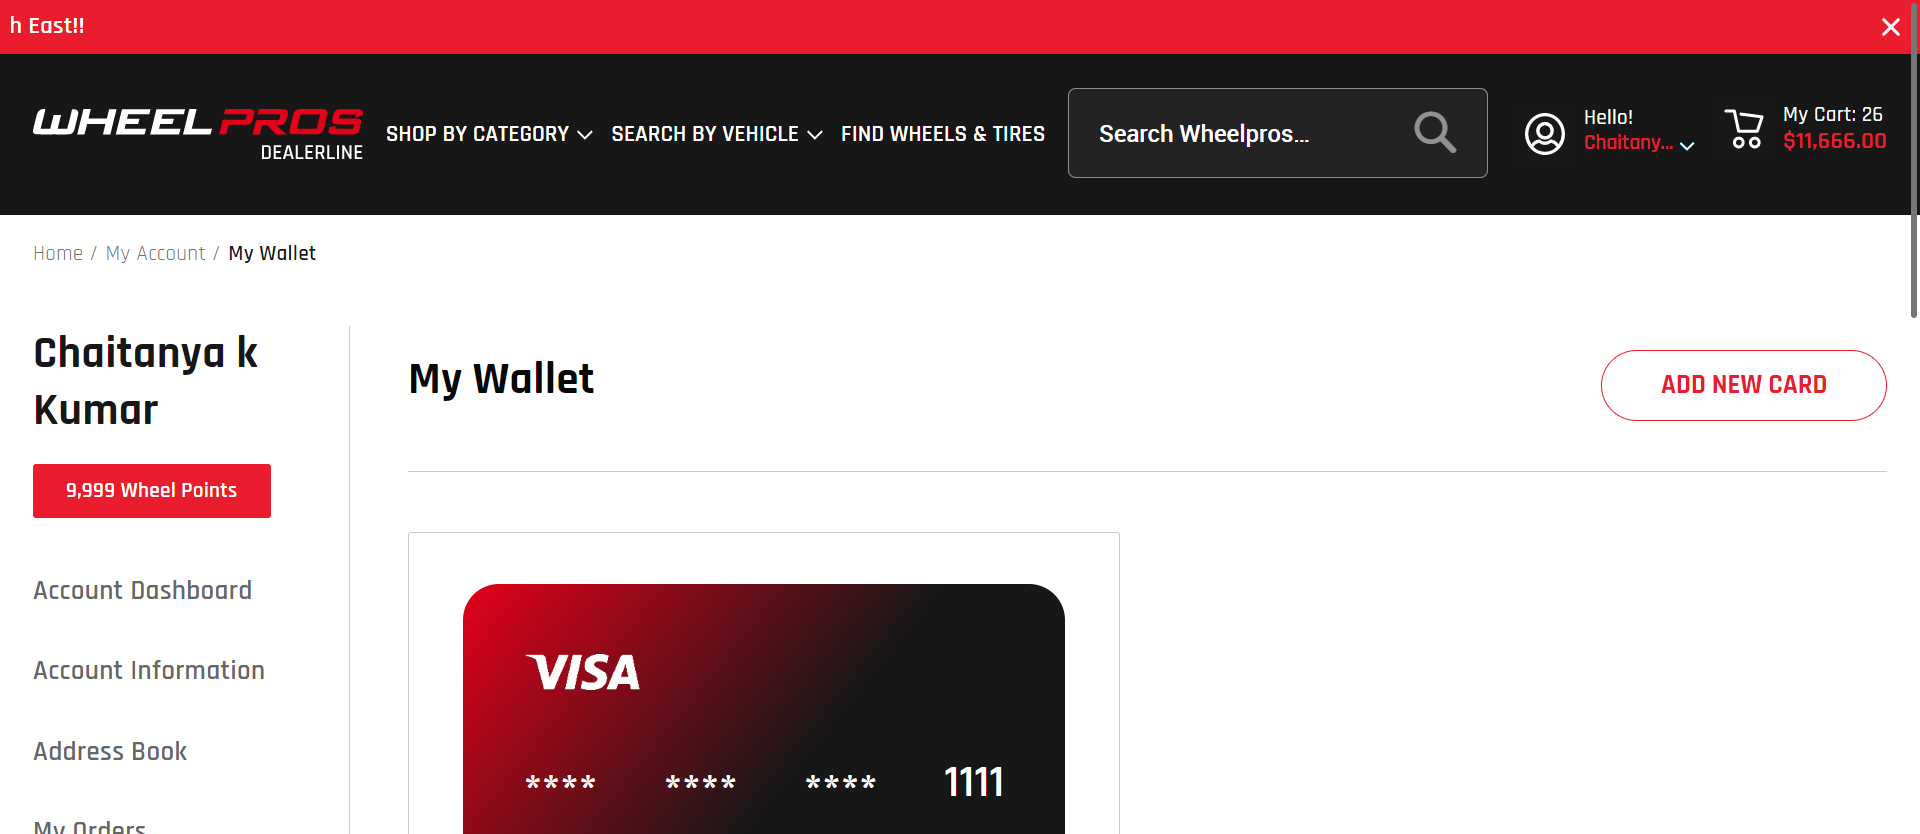 h East!!
WHEEL PROS
DEALERLINE
SHOP BY CATEGORY
SEARCH BY VEHICLE
FIND WHEELS & TIRES
Search Wheelpros...
Hello!
Chaitany...
My Cart: 26
$11,666.00
Home / My Account / My Wallet
Chaitanya k
Kumar
9,999 Wheel Points
Account Dashboard
Account Information
Address Book
My Orders
My Wallet
ADD NEW CARD
VISA
**** **** **** 1111